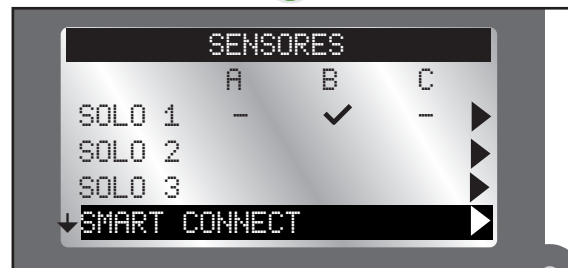 SENSORES
A B C
SOLO 1 – ✓ –
SOLO 2
SOLO 3
SMART CONNECT